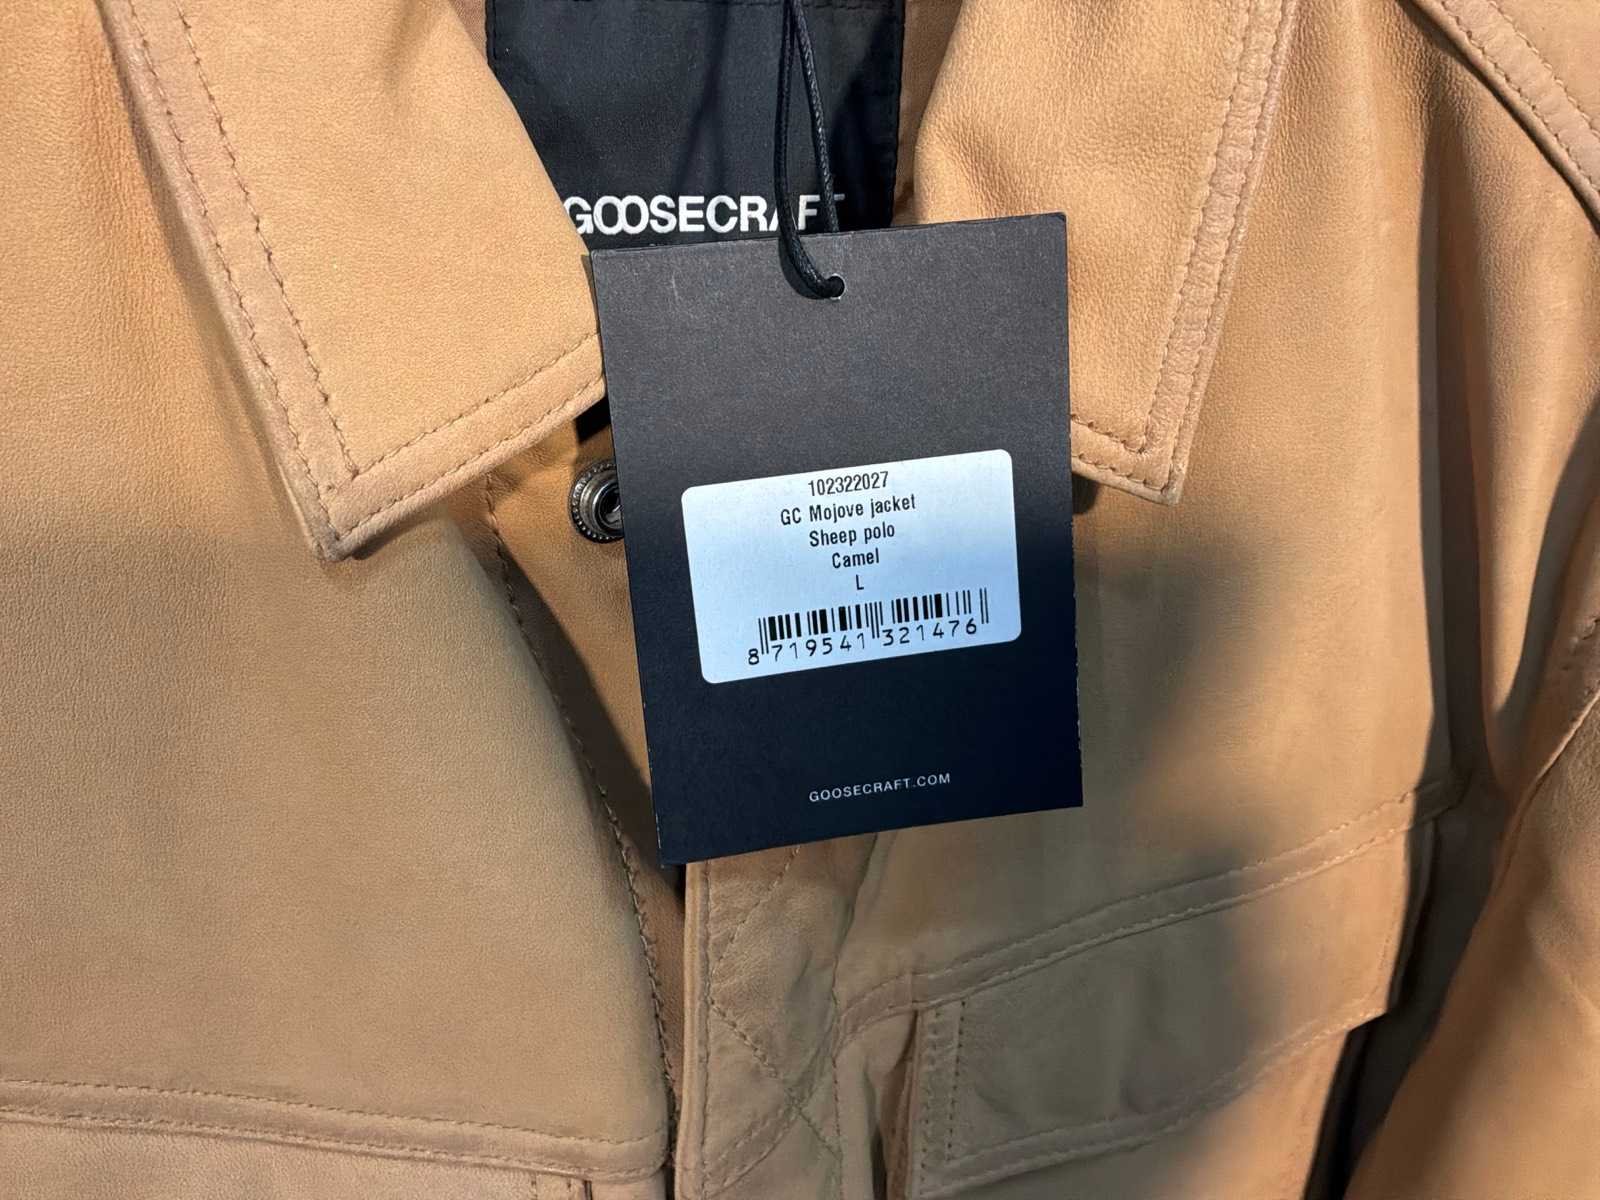 GOOSECRAFT
102322027
GC Mojove jacket
Sheep polo
Camel
L
8 719541 321476
GOOSECRAFT.COM